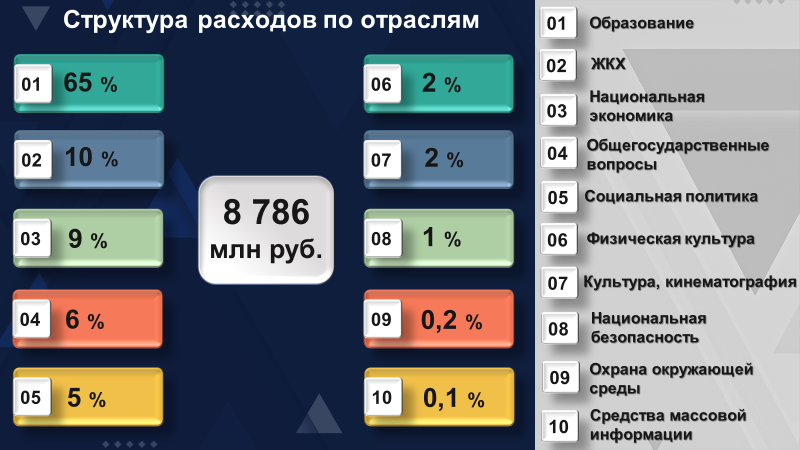 Структура расходов по отраслям
01 65 %
02 10 %
03 9 %
04 6 %
05 5 %
8 786
млн руб.
06 2 %
07 2 %
08 1 %
09 0,2 %
10 0,1 %
01 Образование
02 ЖКХ
03 Национальная
экономика
04 Общегосударственные
вопросы
05 Социальная политика
06 Физическая культура
07 Культура, кинематография
08 Национальная
безопасность
09 Охрана окружающей
среды
10 Средства массовой
информации